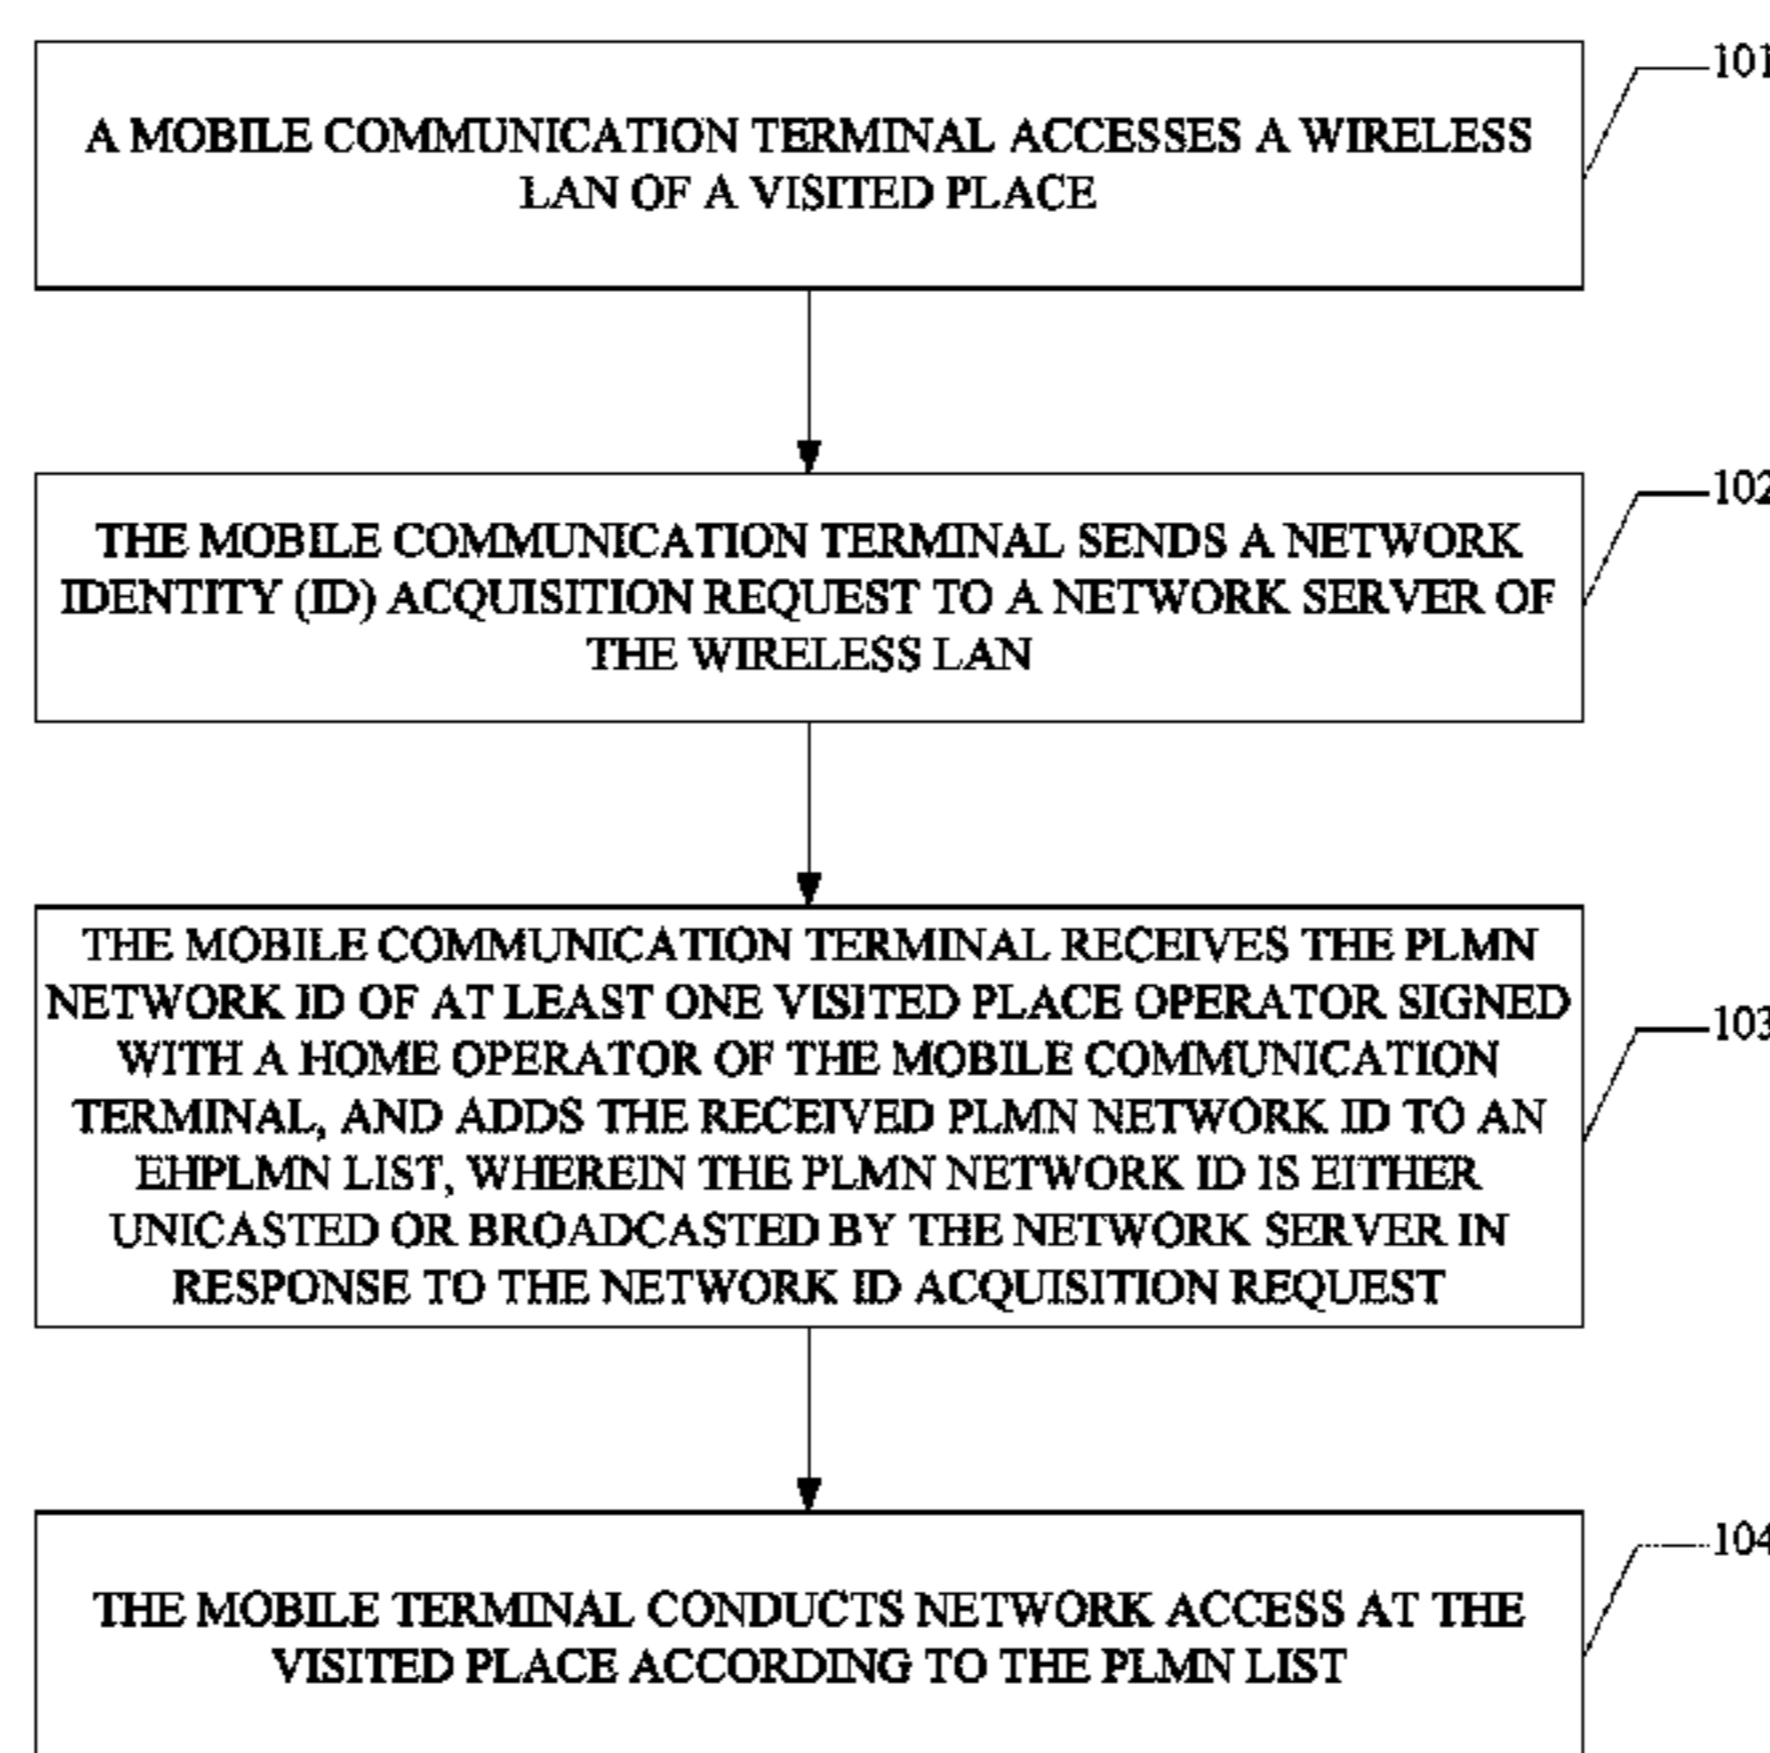 101
A MOBILE COMMUNICATION TERMINAL ACCESSES A WIRELESS
LAN OF A VISITED PLACE
102
THE MOBILE COMMUNICATION TERMINAL SENDS A NETWORK
IDENTITY (ID) ACQUISITION REQUEST TO A NETWORK SERVER OF
THE WIRELESS LAN
THE MOBILE COMMUNICATION TERMINAL RECEIVES THE PLMN
NETWORK ID OF AT LEAST ONE VISITED PLACE OPERATOR SIGNED
103
WITH A HOME OPERATOR OF THE MOBILE COMMUNICATION
TERMINAL, AND ADDS THE RECEIVED PLMN NETWORK ID TO AN
EHPLMN LIST, WHEREIN THE PLMN NETWORK ID IS EITHER
UNICASTED OR BROADCASTED BY THE NETWORK SERVER IN
RESPONSE TO THE NETWORK ID ACQUISITION REQUEST
104
THE MOBILE TERMINAL CONDUCTS NETWORK ACCESS AT THE
VISITED PLACE ACCORDING TO THE PLMN LIST